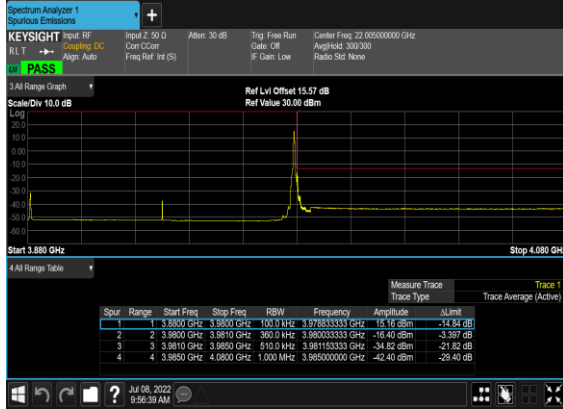 Spectrum Analyzer 1
Spurious Emissions
+
KEYSIGHT Input: RF Input Z: 50 Ω Atten: 30 dB Trig: Free Run Center Freq: 22.005000000 GHz
RLT Coupling: DC Corr CCorr Gate: Off Avg|Hold: 300/300
Align: Auto Freq Ref: Int (S) IF Gain: Low Radio Std: None
PASS
3 All Range Graph
Ref Lvl Offset 15.57 dB
Scale/Div 10.0 dB Ref Value 30.00 dBm
Log
20.0
10.0
0.00
-10.0
-20.0
-30.0
-40.0
-50.0
-60.0
Start 3.880 GHz Stop 4.080 GHz
4 All Range Table
Measure Trace Trace 1
Trace Type Trace Average (Active)
Spur Range Start Freq Stop Freq RBW Frequency Amplitude ΔLimit
1 1 3.8800 GHz 3.9800 GHz 100.0 kHz 3.978833333 GHz 15.16 dBm -14.84 dB
2 2 3.9800 GHz 3.9810 GHz 360.0 kHz 3.980033333 GHz -16.40 dBm -3.397 dB
3 3 3.9810 GHz 3.9850 GHz 510.0 kHz 3.981153333 GHz -34.82 dBm -21.82 dB
4 4 3.9850 GHz 4.0800 GHz 1.000 MHz 3.985000000 GHz -42.40 dBm -29.40 dB
? Jul 08, 2022
9:56:39 AM